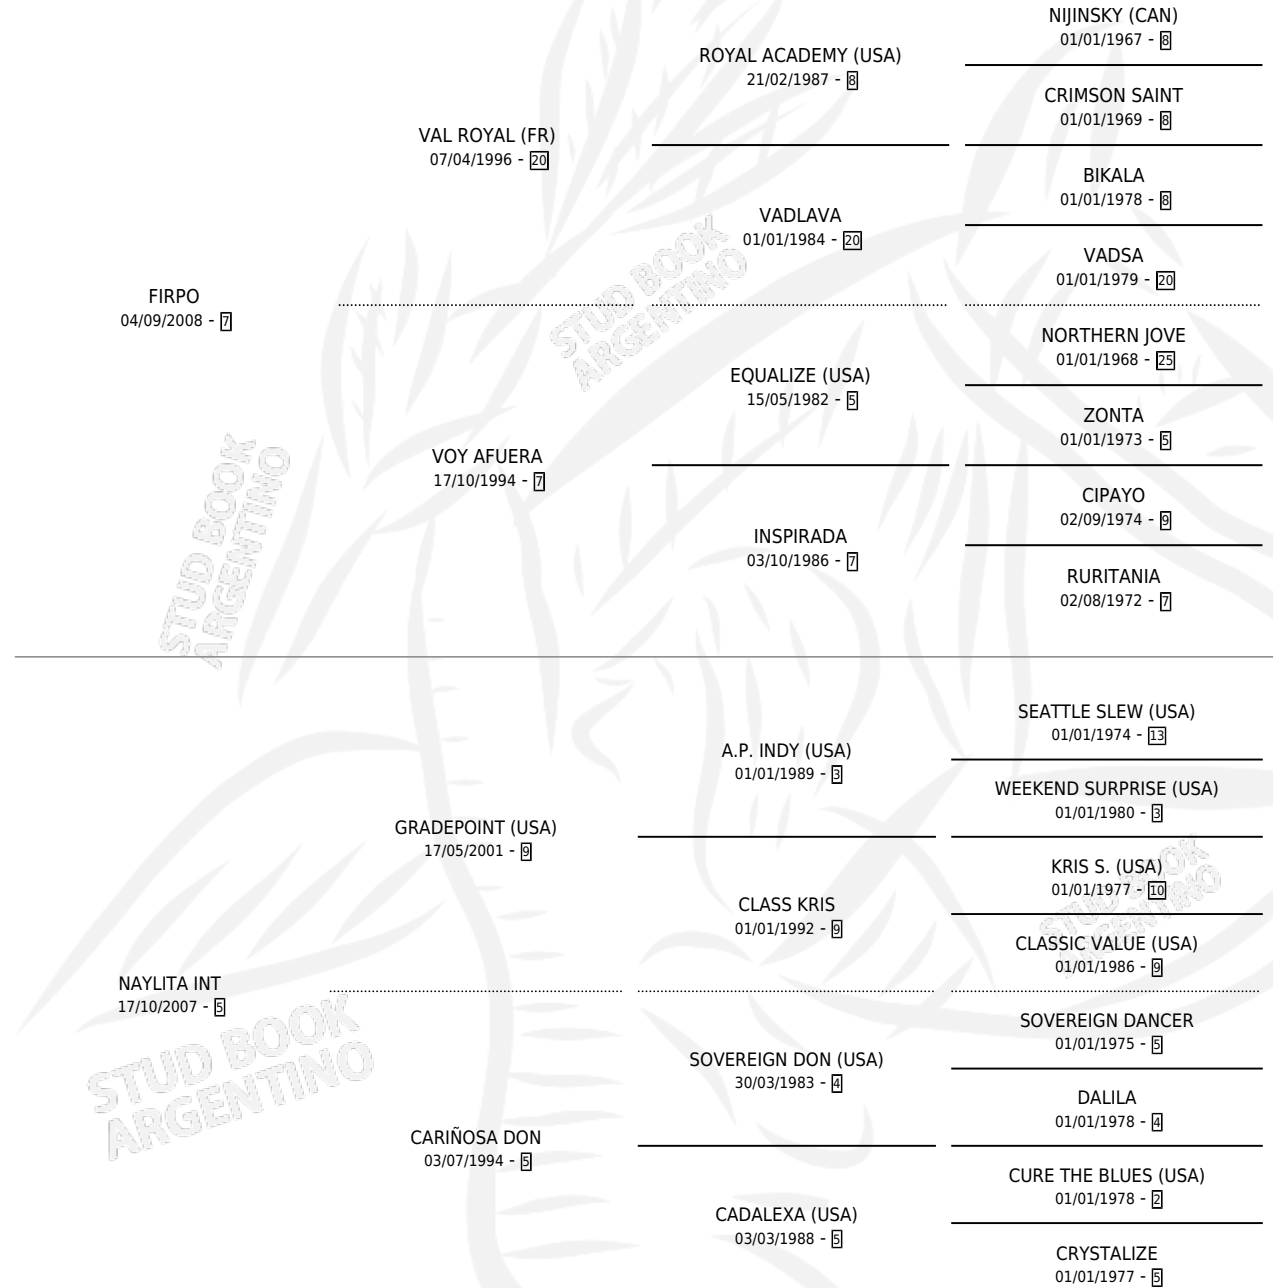 NIJINSKY (CAN)
01/01/1967 - 8
ROYAL ACADEMY (USA)
21/02/1987 - 8
CRIMSON SAINT
01/01/1969 - 8
VAL ROYAL (FR)
07/04/1996 - 20
BIKALA
01/01/1978 - 8
VADLAVA
01/01/1984 - 20
VADSA
01/01/1979 - 20
FIRPO
04/09/2008 - 7
NORTHERN JOVE
01/01/1968 - 25
EQUALIZE (USA)
15/05/1982 - 5
ZONTA
01/01/1973 - 5
VOY AFUERA
17/10/1994 - 7
CIPAYO
02/09/1974 - 9
INSPIRADA
03/10/1986 - 7
RURITANIA
02/08/1972 - 7
STUD BOOK
ARGENTINO
STUD BOOK
ARGENTINO
SEATTLE SLEW (USA)
01/01/1974 - 13
A.P. INDY (USA)
01/01/1989 - 3
WEEKEND SURPRISE (USA)
01/01/1980 - 3
GRADEPOINT (USA)
17/05/2001 - 9
KRIS S. (USA)
01/01/1977 - 10
CLASS KRIS
01/01/1992 - 9
CLASSIC VALUE (USA)
01/01/1986 - 9
NAYLITA INT
17/10/2007 - 5
SOVEREIGN DANCER
01/01/1975 - 5
SOVEREIGN DON (USA)
30/03/1983 - 4
DALILA
01/01/1978 - 4
CARIÑOSA DON
03/07/1994 - 5
CURE THE BLUES (USA)
01/01/1978 - 2
CADALEXA (USA)
03/03/1988 - 5
CRYSTALIZE
01/01/1977 - 5
STUD BOOK
ARGENTINO
STUD BOOK
ARGENTINO